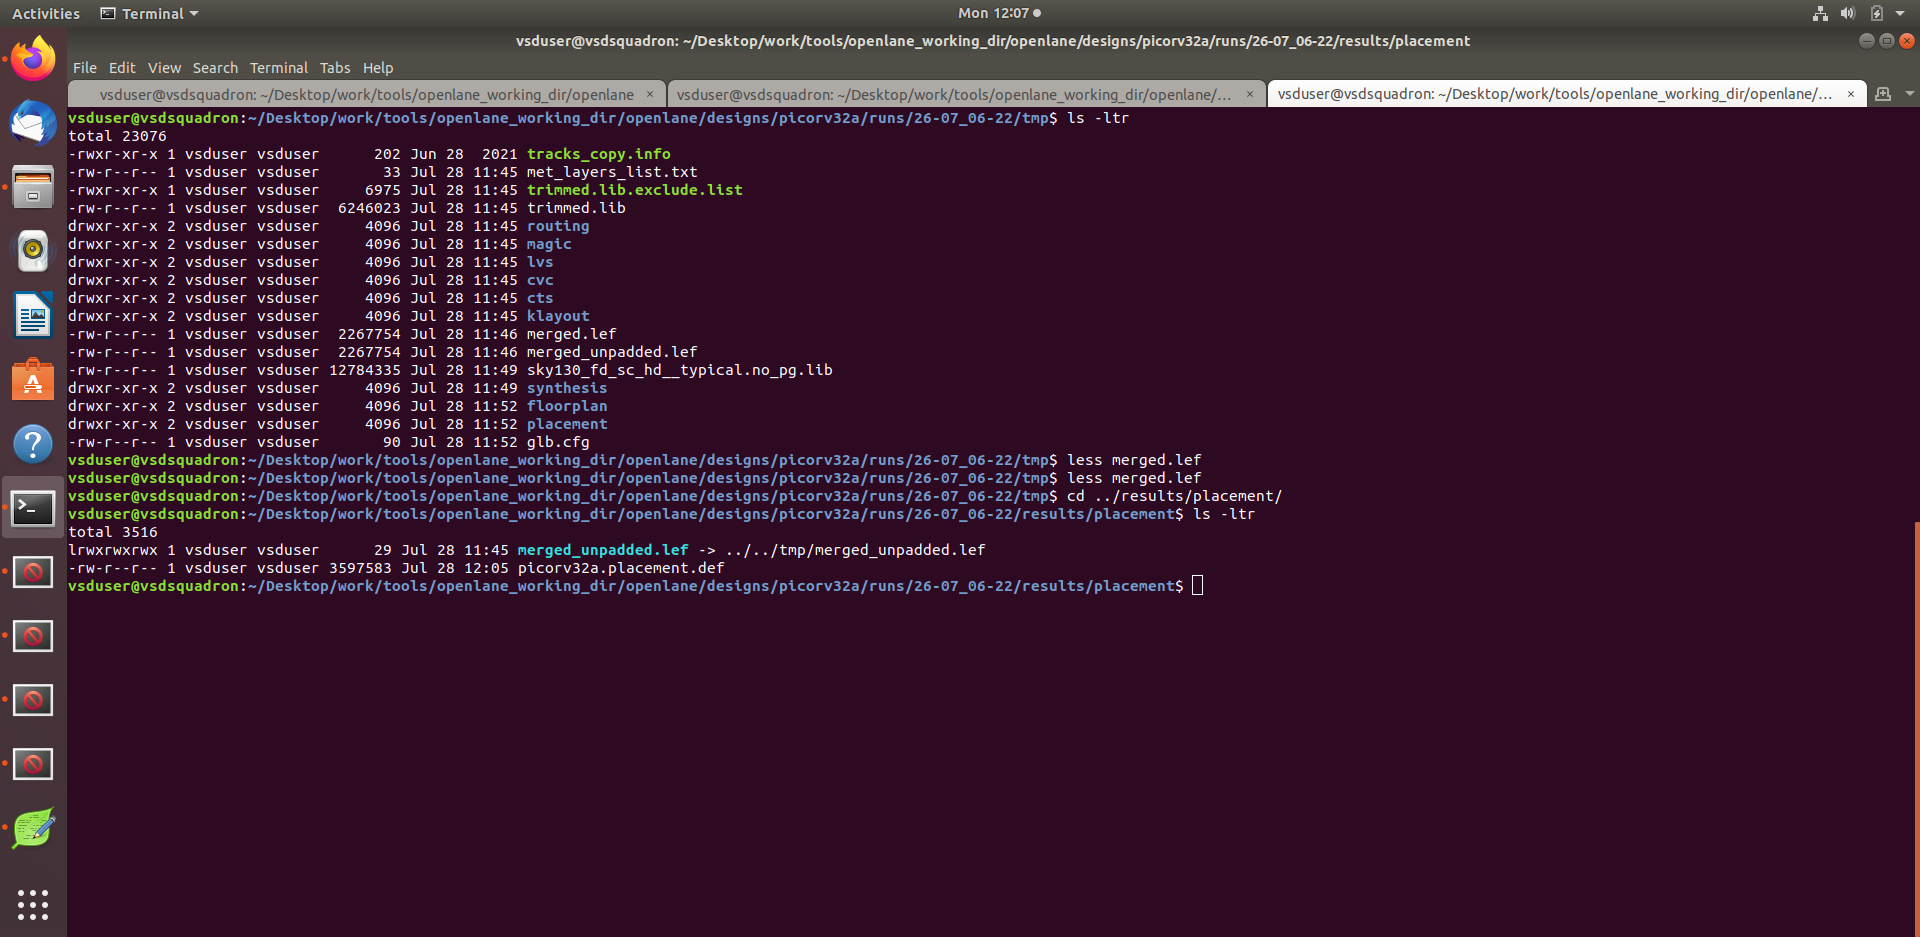 Activities Terminal Mon 12:07
vsduser@vsdsquadron: ~/Desktop/work/tools/openlane_working_dir/openlane/designs/picorv32a/runs/26-07_06-22/results/placement
File Edit View Search Terminal Tabs Help
vsduser@vsdsquadron: ~/Desktop/work/tools/openlane_working_dir/openlane × vsduser@vsdsquadron: ~/Desktop/work/tools/openlane_working_dir/openlane/... × vsduser@vsdsquadron: ~/Desktop/work/tools/openlane_working_dir/openlane/... ×
vsduser@vsdsquadron:~/Desktop/work/tools/openlane_working_dir/openlane/designs/picorv32a/runs/26-07_06-22/tmp$ ls -ltr
total 23076
-rwxr-xr-x 1 vsduser vsduser      202 Jun 28  2021 tracks_copy.info
-rw-r--r-- 1 vsduser vsduser       33 Jul 28 11:45 met_layers_list.txt
-rwxr-xr-x 1 vsduser vsduser     6975 Jul 28 11:45 trimmed.lib.exclude.list
-rw-r--r-- 1 vsduser vsduser  6246023 Jul 28 11:45 trimmed.lib
drwxr-xr-x 2 vsduser vsduser     4096 Jul 28 11:45 routing
drwxr-xr-x 2 vsduser vsduser     4096 Jul 28 11:45 magic
drwxr-xr-x 2 vsduser vsduser     4096 Jul 28 11:45 lvs
drwxr-xr-x 2 vsduser vsduser     4096 Jul 28 11:45 cvc
drwxr-xr-x 2 vsduser vsduser     4096 Jul 28 11:45 cts
drwxr-xr-x 2 vsduser vsduser     4096 Jul 28 11:45 klayout
-rw-r--r-- 1 vsduser vsduser  2267754 Jul 28 11:46 merged.lef
-rw-r--r-- 1 vsduser vsduser  2267754 Jul 28 11:46 merged_unpadded.lef
-rw-r--r-- 1 vsduser vsduser 12784335 Jul 28 11:49 sky130_fd_sc_hd__typical.no_pg.lib
drwxr-xr-x 2 vsduser vsduser     4096 Jul 28 11:49 synthesis
drwxr-xr-x 2 vsduser vsduser     4096 Jul 28 11:52 floorplan
drwxr-xr-x 2 vsduser vsduser     4096 Jul 28 11:52 placement
-rw-r--r-- 1 vsduser vsduser       90 Jul 28 11:52 glb.cfg
vsduser@vsdsquadron:~/Desktop/work/tools/openlane_working_dir/openlane/designs/picorv32a/runs/26-07_06-22/tmp$ less merged.lef
vsduser@vsdsquadron:~/Desktop/work/tools/openlane_working_dir/openlane/designs/picorv32a/runs/26-07_06-22/tmp$ less merged.lef
vsduser@vsdsquadron:~/Desktop/work/tools/openlane_working_dir/openlane/designs/picorv32a/runs/26-07_06-22/tmp$ cd ../results/placement/
vsduser@vsdsquadron:~/Desktop/work/tools/openlane_working_dir/openlane/designs/picorv32a/runs/26-07_06-22/results/placement$ ls -ltr
total 3516
lrwxrwxrwx 1 vsduser vsduser      29 Jul 28 11:45 merged_unpadded.lef -> ../../tmp/merged_unpadded.lef
-rw-r--r-- 1 vsduser vsduser 3597583 Jul 28 12:05 picorv32a.placement.def
vsduser@vsdsquadron:~/Desktop/work/tools/openlane_working_dir/openlane/designs/picorv32a/runs/26-07_06-22/results/placement$